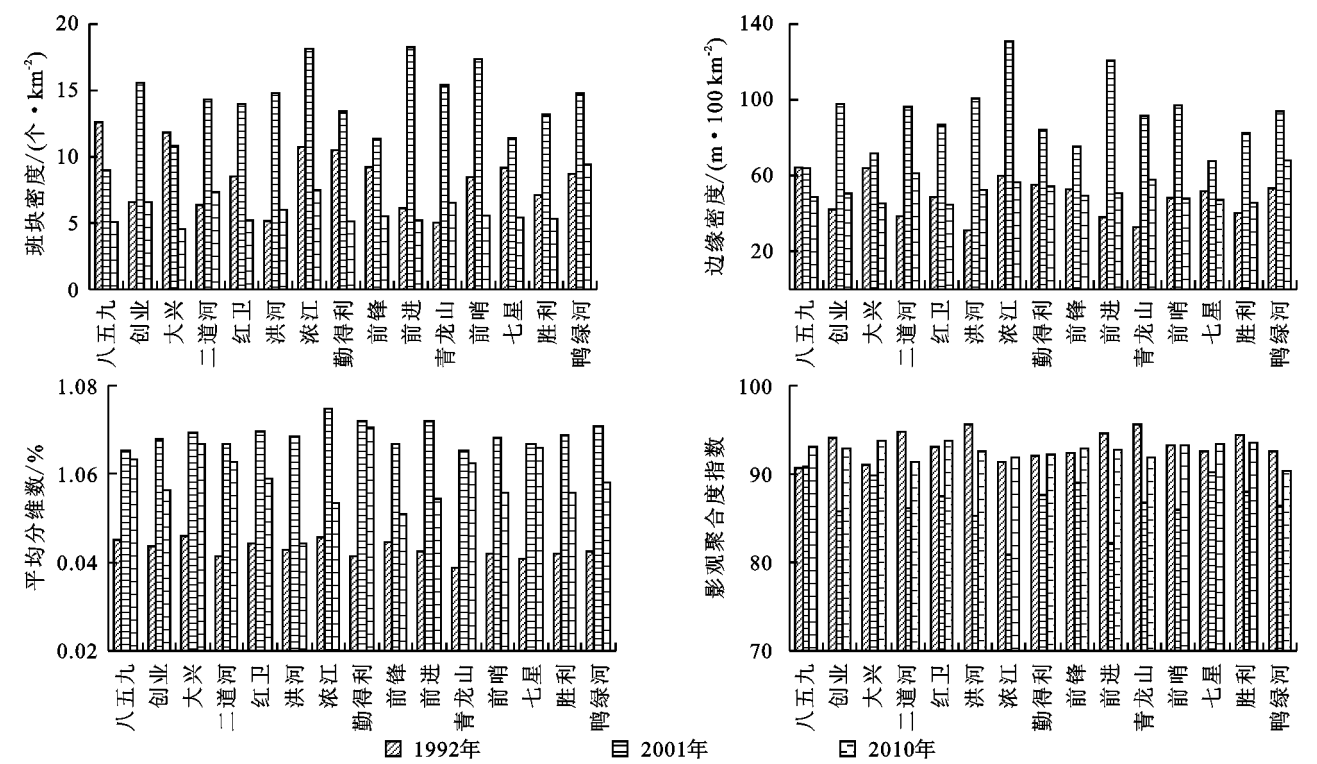 班块密度/(个·km⁻²)
20
15
10
5
0
八五九 创业 大兴 二道河 红卫 洪河 浓江 勤得利 前锋 前进 青龙山 前哨 七星 胜利 鸭绿河
边缘密度/(m·100 km⁻²)
140
100
60
20
八五九 创业 大兴 二道河 红卫 洪河 浓江 勤得利 前锋 前进 青龙山 前哨 七星 胜利 鸭绿河
平均分维数/%
1.08
1.06
0.04
0.02
八五九 创业 大兴 二道河 红卫 洪河 浓江 勤得利 前锋 前进 青龙山 前哨 七星 胜利 鸭绿河
影观聚合度指数
100
90
80
70
八五九 创业 大兴 二道河 红卫 洪河 浓江 勤得利 前锋 前进 青龙山 前哨 七星 胜利 鸭绿河
1992年 2001年 2010年